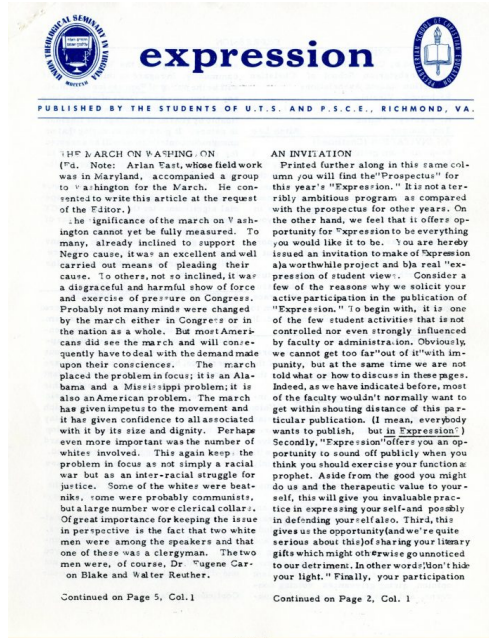 UNION THEOLOGICAL SEMINARY IN VIRGINIA
expression
PRESBYTERIAN SCHOOL OF CHRISTIAN EDUCATION
PUBLISHED BY THE STUDENTS OF U.T.S. AND P.S.C.E., RICHMOND, VA.
THE MARCH ON WASHINGTON
(Ed. Note: Arlan East, whose field work
was in Maryland, accompanied a group
to Washington for the March. He con-
sented to write this article at the request
of the Editor.)
The significance of the march on Wash-
ington cannot yet be fully measured. To
many, already inclined to support the
Negro cause, it was an excellent and well
carried out means of pleading their
cause. To others, not so inclined, it was
a disgraceful and harmful show of force
and exercise of pressure on Congress.
Probably not many minds were changed
by the march either in Congress or in
the nation as a whole. But most Ameri-
cans did see the march and will conse-
quently have to deal with the demand made
upon their consciences. The march
placed the problem in focus; it is an Ala-
bama and a Mississippi problem; it is
also an American problem. The march
has given impetus to the movement and
it has given confidence to all associated
with it by its size and dignity. Perhaps
even more important was the number of
whites involved. This again keeps the
problem in focus as not simply a racial
war but as an inter-racial struggle for
justice. Some of the whites were beat-
niks, some were probably communists,
but a large number wore clerical collars.
Of great importance for keeping the issue
in perspective is the fact that two white
men were among the speakers and that
one of these was a clergyman. The two
men were, of course, Dr. Eugene Car-
on Blake and Walter Reuther.
Continued on Page 5, Col. 1
AN INVITATION
Printed further along in this same col-
umn you will find the "Prospectus" for
this year's "Expression." It is not a ter-
ribly ambitious program as compared
with the prospectus for other years. On
the other hand, we feel that it offers op-
portunity for Expression to be everything
you would like it to be. You are hereby
issued an invitation to make of Expression
a)a worthwhile project and b)a real "ex-
pression of student views. Consider a
few of the reasons why we solicit your
active participation in the publication of
"Expression." To begin with, it is one
of the few student activities that is not
controlled nor even strongly influenced
by faculty or administration. Obviously,
we cannot get too far "out of it" with im-
punity, but at the same time we are not
told what or how to discuss in these pages.
Indeed, as we have indicated before, most
of the faculty wouldn't normally want to
get within shouting distance of this par-
ticular publication. (I mean, everybody
wants to publish, but in Expression?)
Secondly, "Expression" offers you an op-
portunity to sound off publicly when you
think you should exercise your function as
prophet. Aside from the good you might
do us and the therapeutic value to your-
self, this will give you invaluable prac-
tice in expressing yourself-and possibly
in defending yourself also. Third, this
gives us the opportunity(and we're quite
serious about this)of sharing your literary
gifts which might otherwise go unnoticed
to our detriment. In other words,"don't hide
your light." Finally, your participation
Continued on Page 2, Col. 1